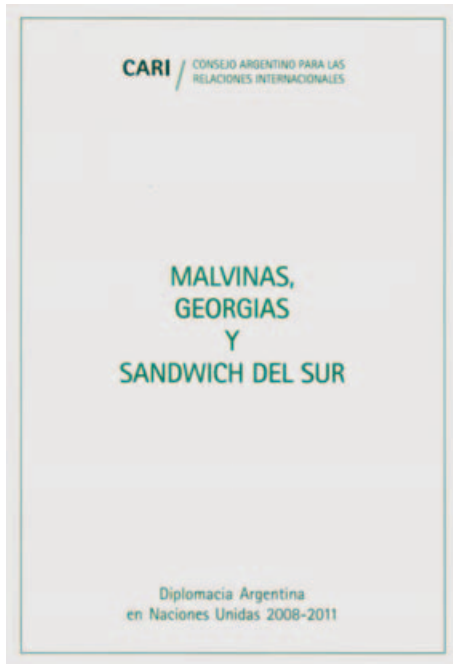 CARI / CONSEJO ARGENTINO PARA LAS
RELACIONES INTERNACIONALES
MALVINAS,
GEORGIAS
Y
SANDWICH DEL SUR
Diplomacia Argentina
en Naciones Unidas 2008-2011